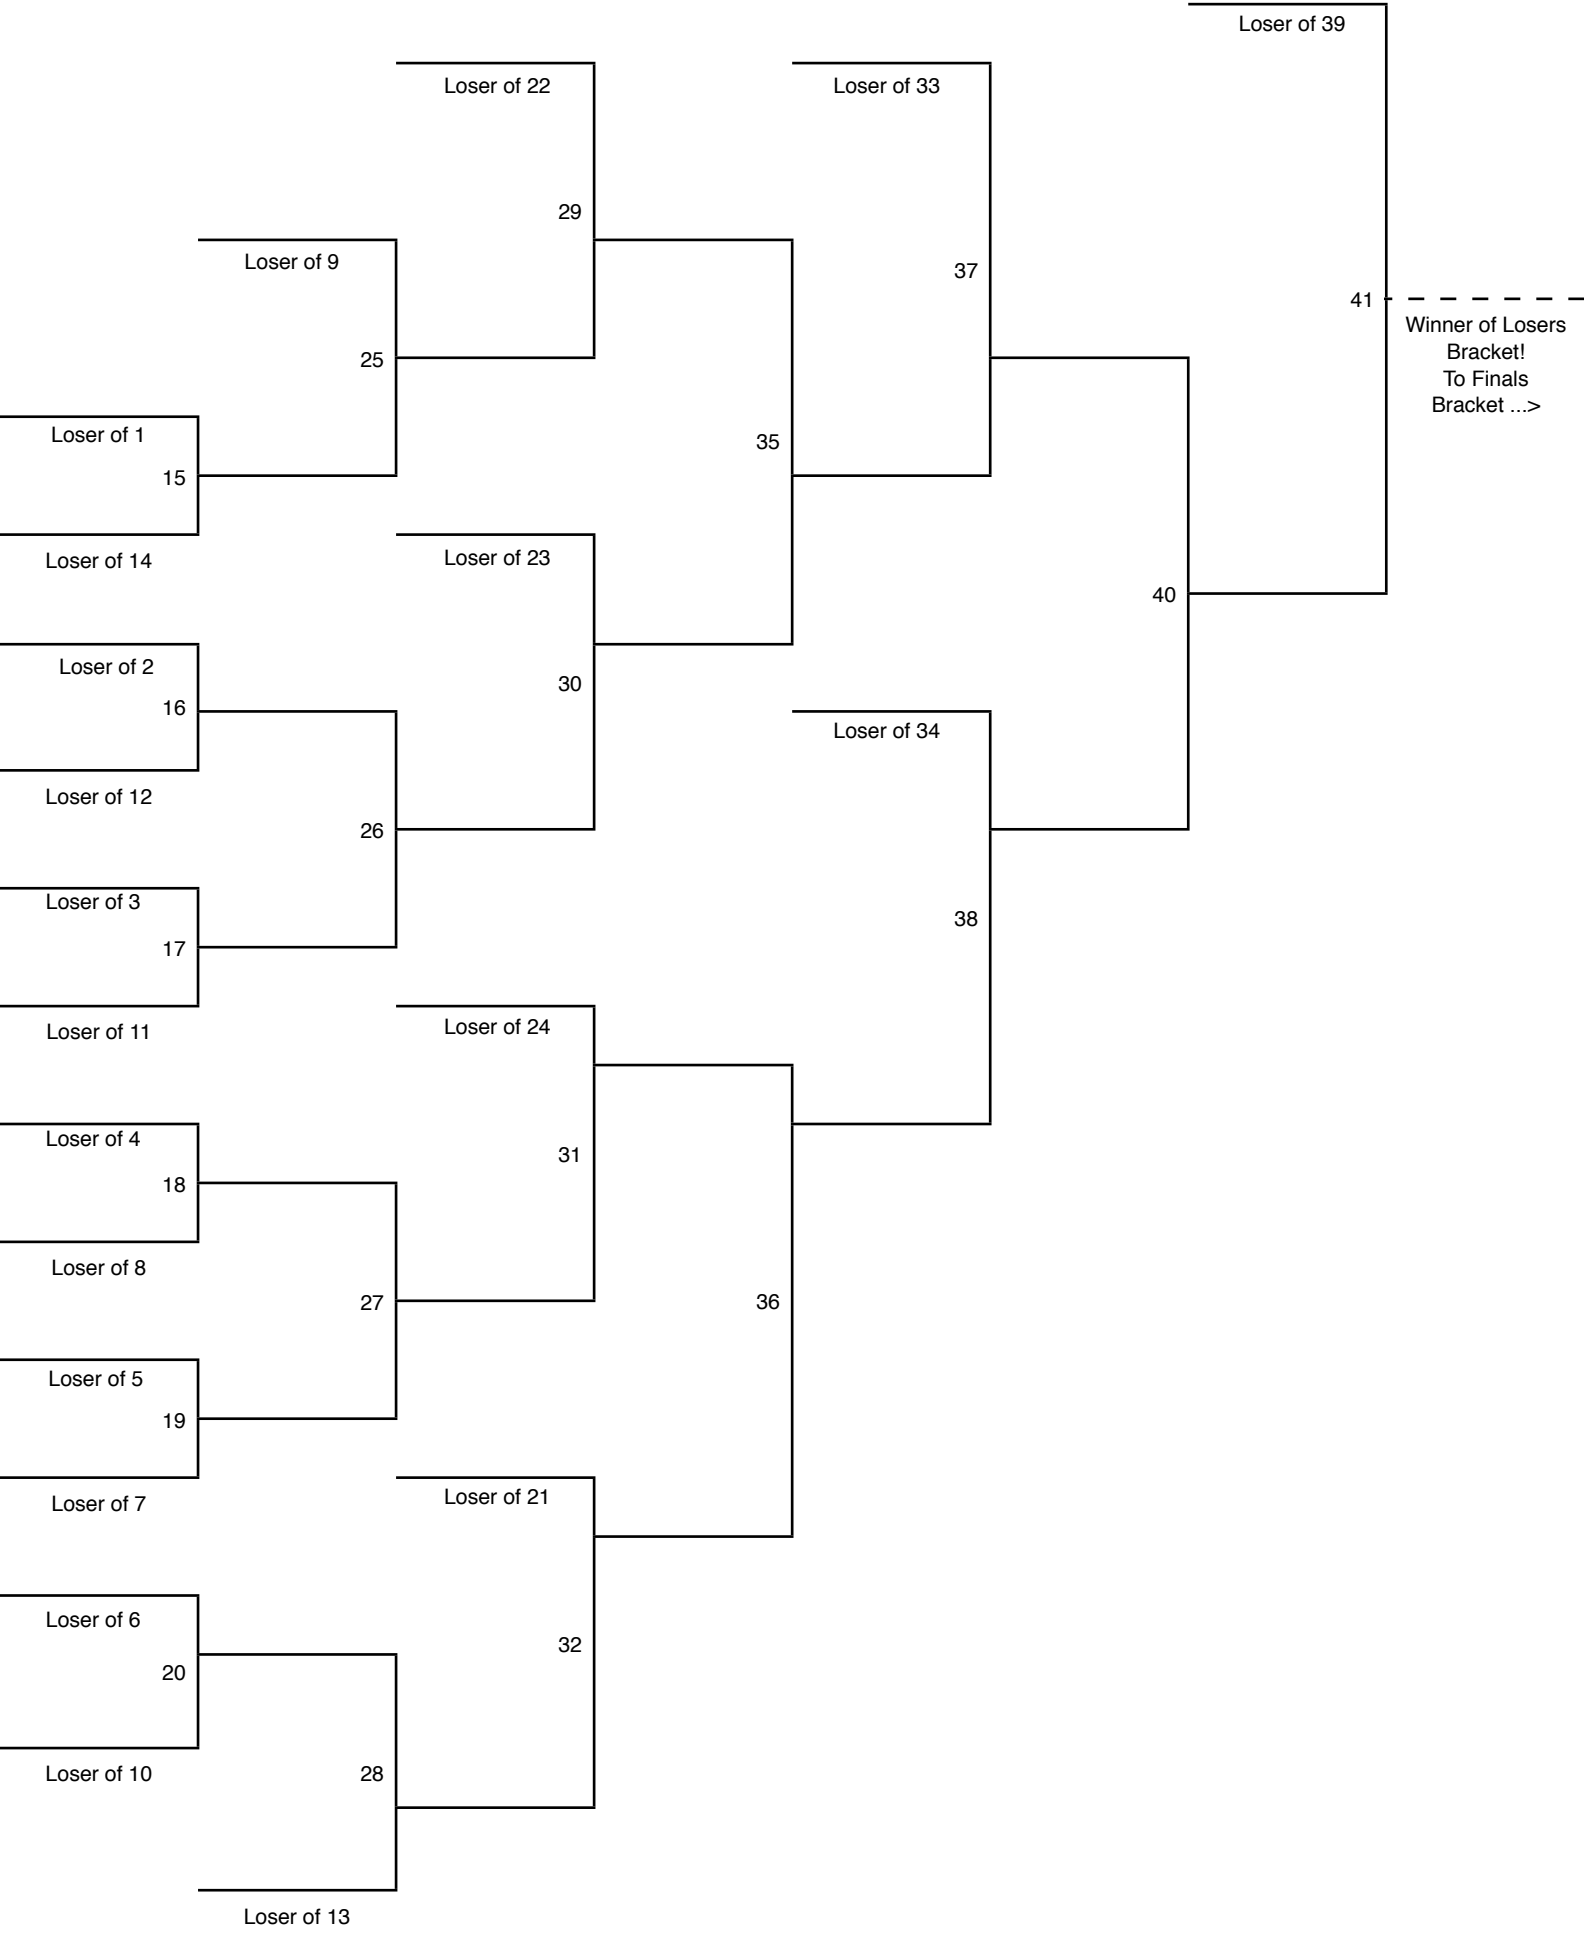 Loser of 39
Loser of 22
Loser of 33
29
Loser of 9
37
41
Winner of Losers
Bracket!
To Finals
Bracket ...>
25
Loser of 1
35
15
Loser of 14
Loser of 23
40
Loser of 2
30
16
Loser of 34
Loser of 12
26
Loser of 3
38
17
Loser of 11
Loser of 24
Loser of 4
31
18
Loser of 8
27
36
Loser of 5
19
Loser of 7
Loser of 21
Loser of 6
32
20
Loser of 10
28
Loser of 13